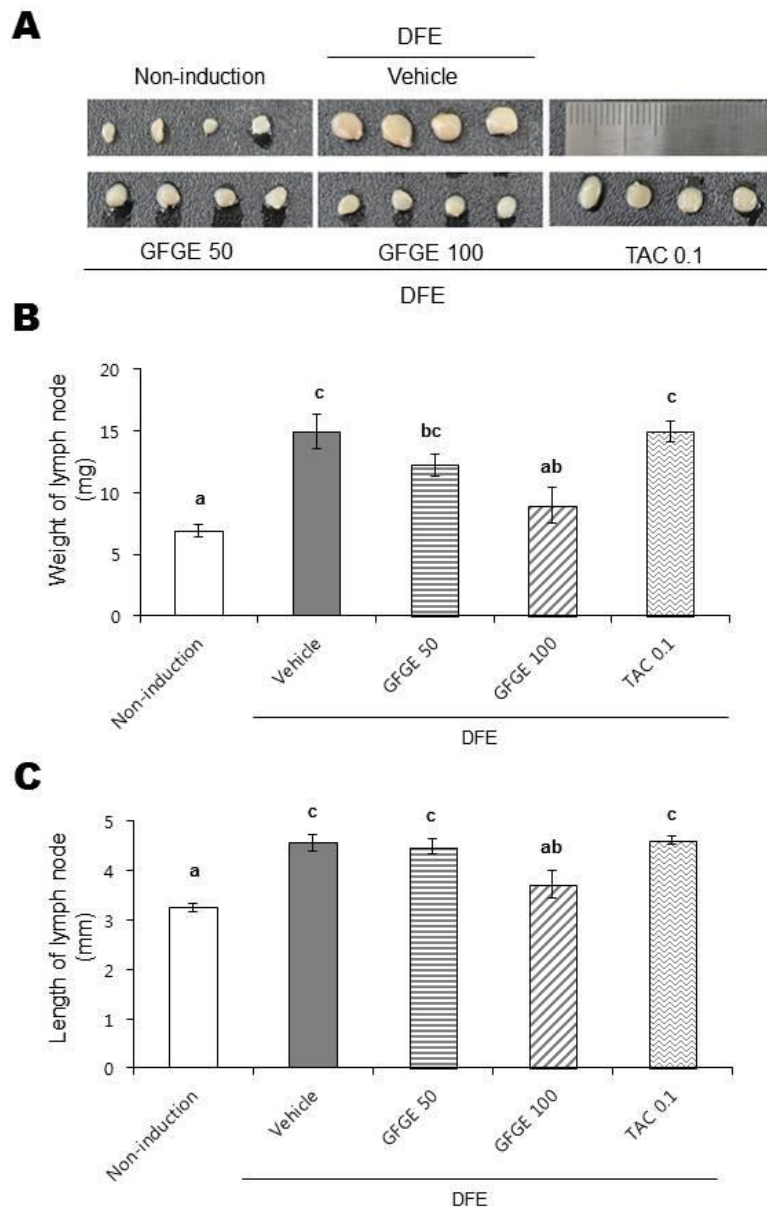 A
DFE
Non-induction Vehicle
GFGE 50 GFGE 100 TAC 0.1
DFE
B
Weight of lymph node
(mg)
20
15
10
5
0
a
c
bc
ab
c
Non-induction
Vehicle
GFGE 50
GFGE 100
TAC 0.1
DFE
C
Length of lymph node
(mm)
5
4
3
2
1
0
a
c
c
ab
c
Non-induction
Vehicle
GFGE 50
GFGE 100
TAC 0.1
DFE